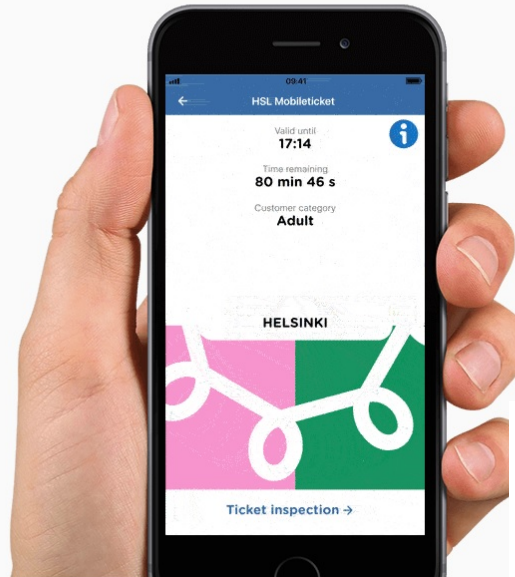 09:41
HSL Mobileticket
Valid until
17:14
Time remaining
80 min 46 s
Customer category
Adult
HELSINKI
Ticket inspection →